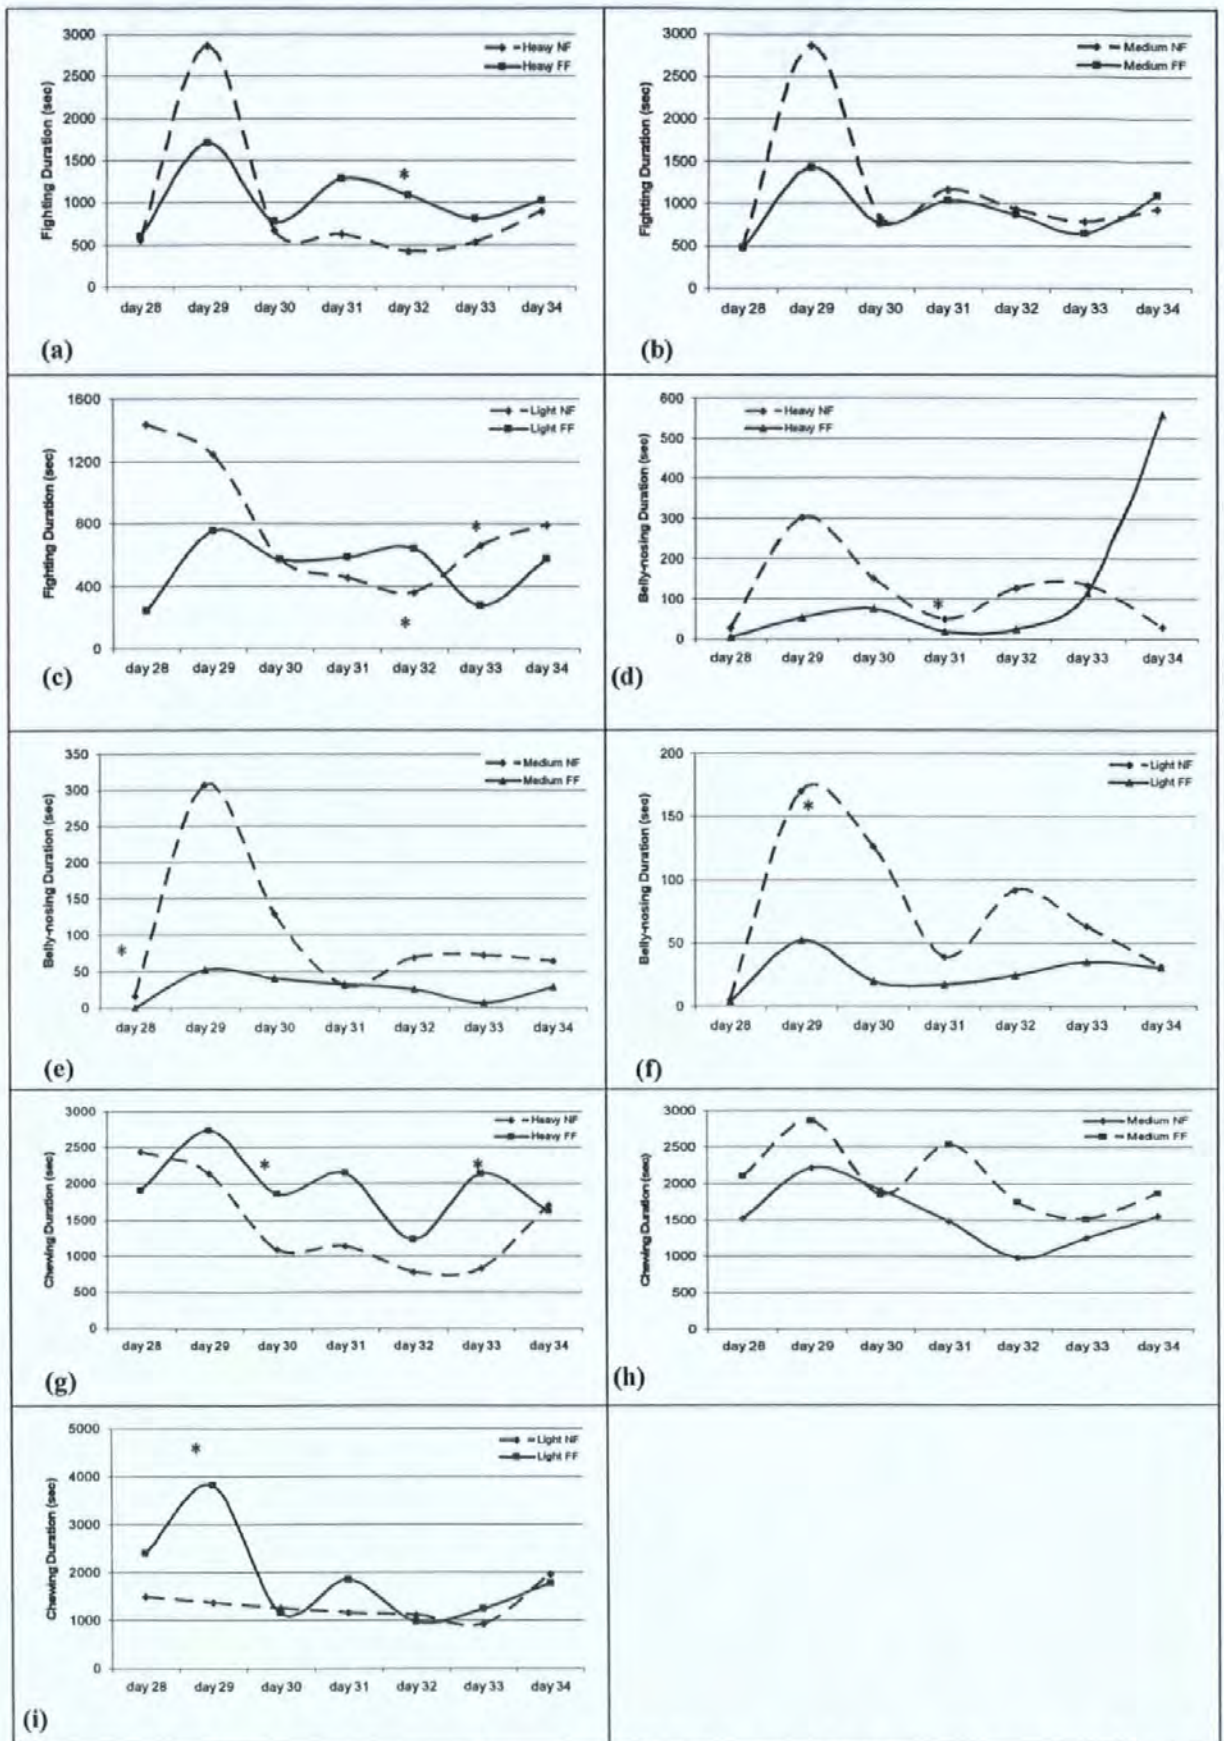 3000
2500
2000
1500
1000
500
0
Fighting Duration (sec)
Heavy NF
Heavy FF
*
day 28 day 29 day 30 day 31 day 32 day 33 day 34
(a)
3000
2500
2000
1500
1000
500
0
Fighting Duration (sec)
Medium NF
Medium FF
day 28 day 29 day 30 day 31 day 32 day 33 day 34
(b)
1600
1200
800
400
0
Fighting Duration (sec)
Light NF
Light FF
*
*
day 28 day 29 day 30 day 31 day 32 day 33 day 34
(c)
600
500
400
300
200
100
0
Belly-nosing Duration (sec)
Heavy NF
Heavy FF
*
day 28 day 29 day 30 day 31 day 32 day 33 day 34
(d)
350
300
250
200
150
100
50
0
Belly-nosing Duration (sec)
Medium NF
Medium FF
*
day 28 day 29 day 30 day 31 day 32 day 33 day 34
(e)
200
150
100
50
0
Belly-nosing Duration (sec)
Light NF
Light FF
*
day 28 day 29 day 30 day 31 day 32 day 33 day 34
(f)
3000
2500
2000
1500
1000
500
0
Chewing Duration (sec)
Heavy NF
Heavy FF
* *
day 28 day 29 day 30 day 31 day 32 day 33 day 34
(g)
3000
2500
2000
1500
1000
500
0
Chewing Duration (sec)
Medium NF
Medium FF
day 28 day 29 day 30 day 31 day 32 day 33 day 34
(h)
5000
4000
3000
2000
1000
0
Chewing Duration (sec)
Light NF
Light FF
*
day 28 day 29 day 30 day 31 day 32 day 33 day 34
(i)